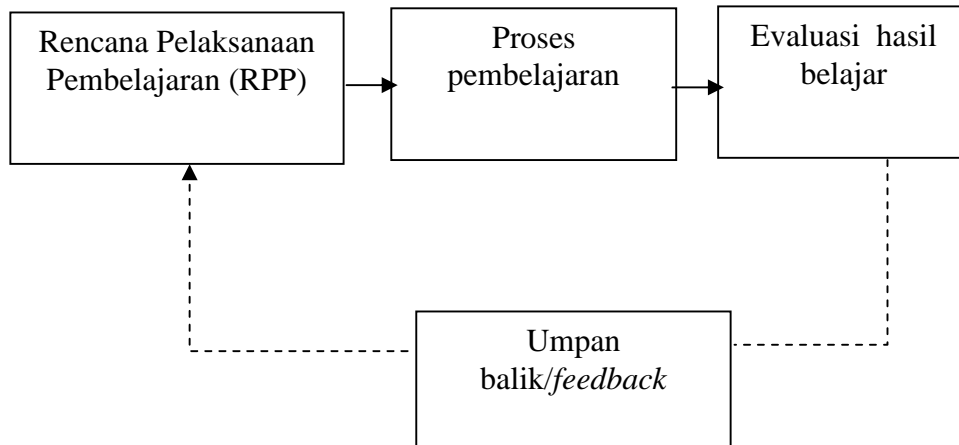 Rencana Pelaksanaan
Pembelajaran (RPP)
Proses
pembelajaran
Evaluasi hasil
belajar
Umpan
balik/feedback